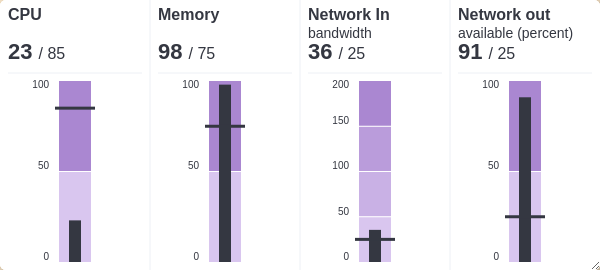 CPU
23 / 85
100
50
0
Memory
98 / 75
100
50
0
Network In
bandwidth
36 / 25
200
150
100
50
0
Network out
available (percent)
91 / 25
100
50
0